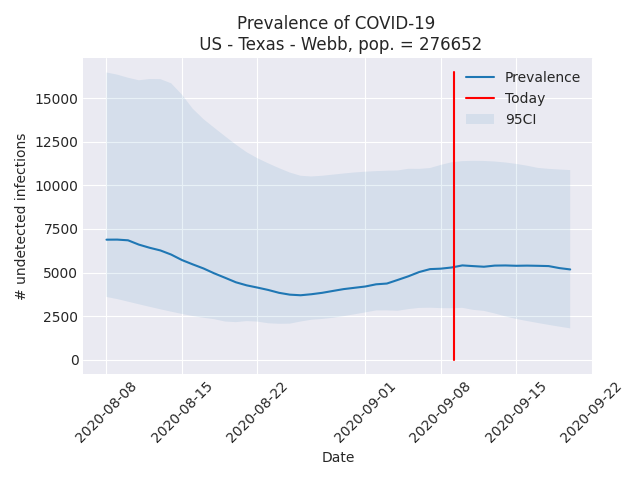 Prevalence of COVID-19
US - Texas - Webb, pop. = 276652
Prevalence
Today
95CI
15000
12500
10000
7500
5000
2500
0
# undetected infections
2020-08-08
2020-08-15
2020-08-22
2020-09-01
2020-09-08
2020-09-15
2020-09-22
Date